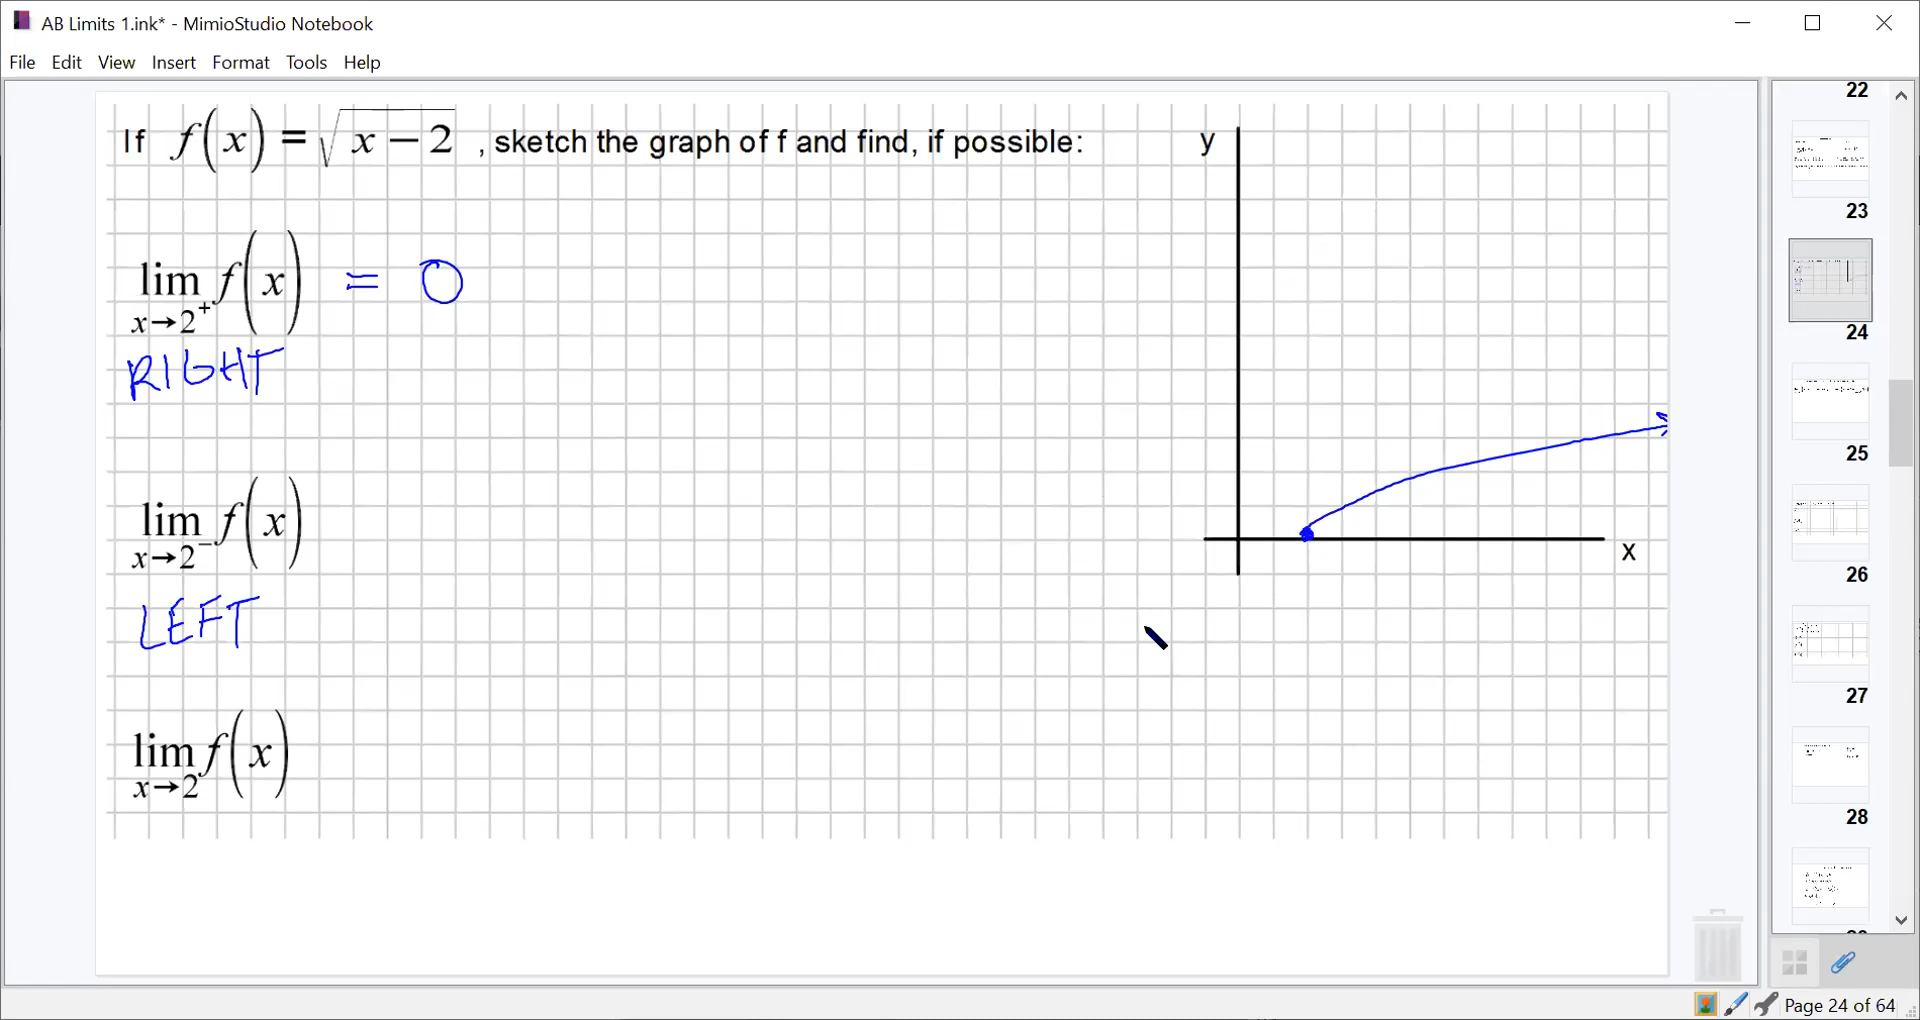 AB Limits 1.ink* - MimioStudio Notebook
File Edit View Insert Format Tools Help
If f(x) = √x − 2 , sketch the graph of f and find, if possible:
y
lim f(x) = 0
x→2⁺
RIGHT
x
lim f(x)
x→2⁻
LEFT
lim f(x)
x→2
22
23
24
25
26
27
28
Page 24 of 64